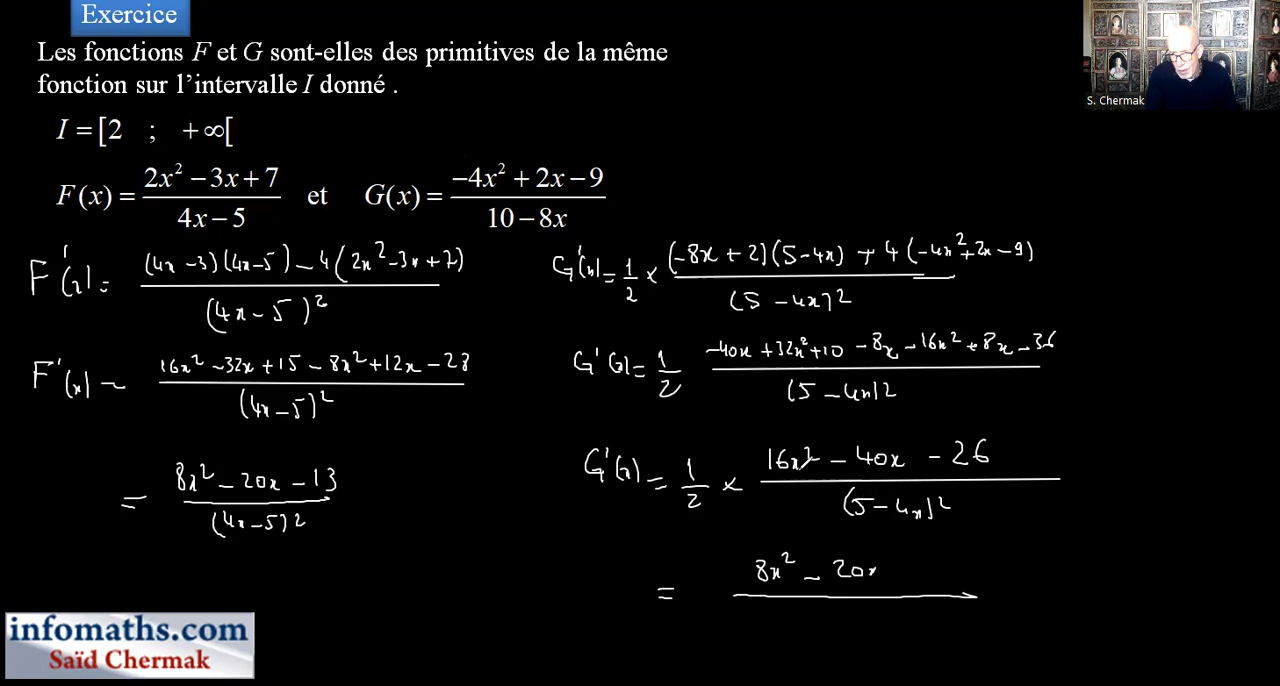 Exercice
Les fonctions F et G sont-elles des primitives de la même
fonction sur l'intervalle I donné .
I = [2 ; +∞[
F(x) = (2x² − 3x + 7)/(4x − 5) et G(x) = (−4x² + 2x − 9)/(10 − 8x)
F'(x) = ((4x − 3)(4x − 5) − 4(2x² − 3x + 7))/(4x − 5)²
F'(x) = (16x² − 32x + 15 − 8x² + 12x − 28)/(4x − 5)²
= (8x² − 20x − 13)/(4x − 5)²
G'(x) = 1/2 × ((−8x + 2)(5 − 4x) + 4(−4x² + 2x − 9))/(5 − 4x)²
G'(x) = 1/2 (−40x + 32x² + 10 − 8x − 16x² + 8x − 36)/(5 − 4x)²
G'(x) = 1/2 × (16x² − 40x − 26)/(5 − 4x)²
= 8x² − 20x
S. Chermak
infomaths.com
Saïd Chermak